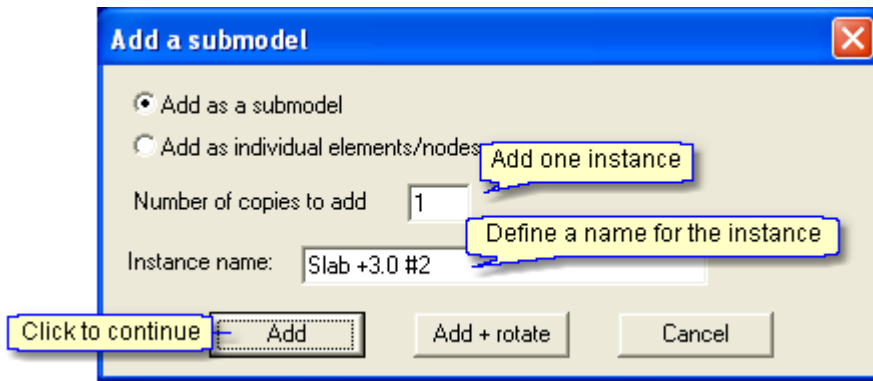 Add a submodel
Add as a submodel
Add as individual elements/nodes
Add one instance
Number of copies to add 1
Define a name for the instance
Instance name: Slab +3.0 #2
Click to continue Add Add + rotate Cancel